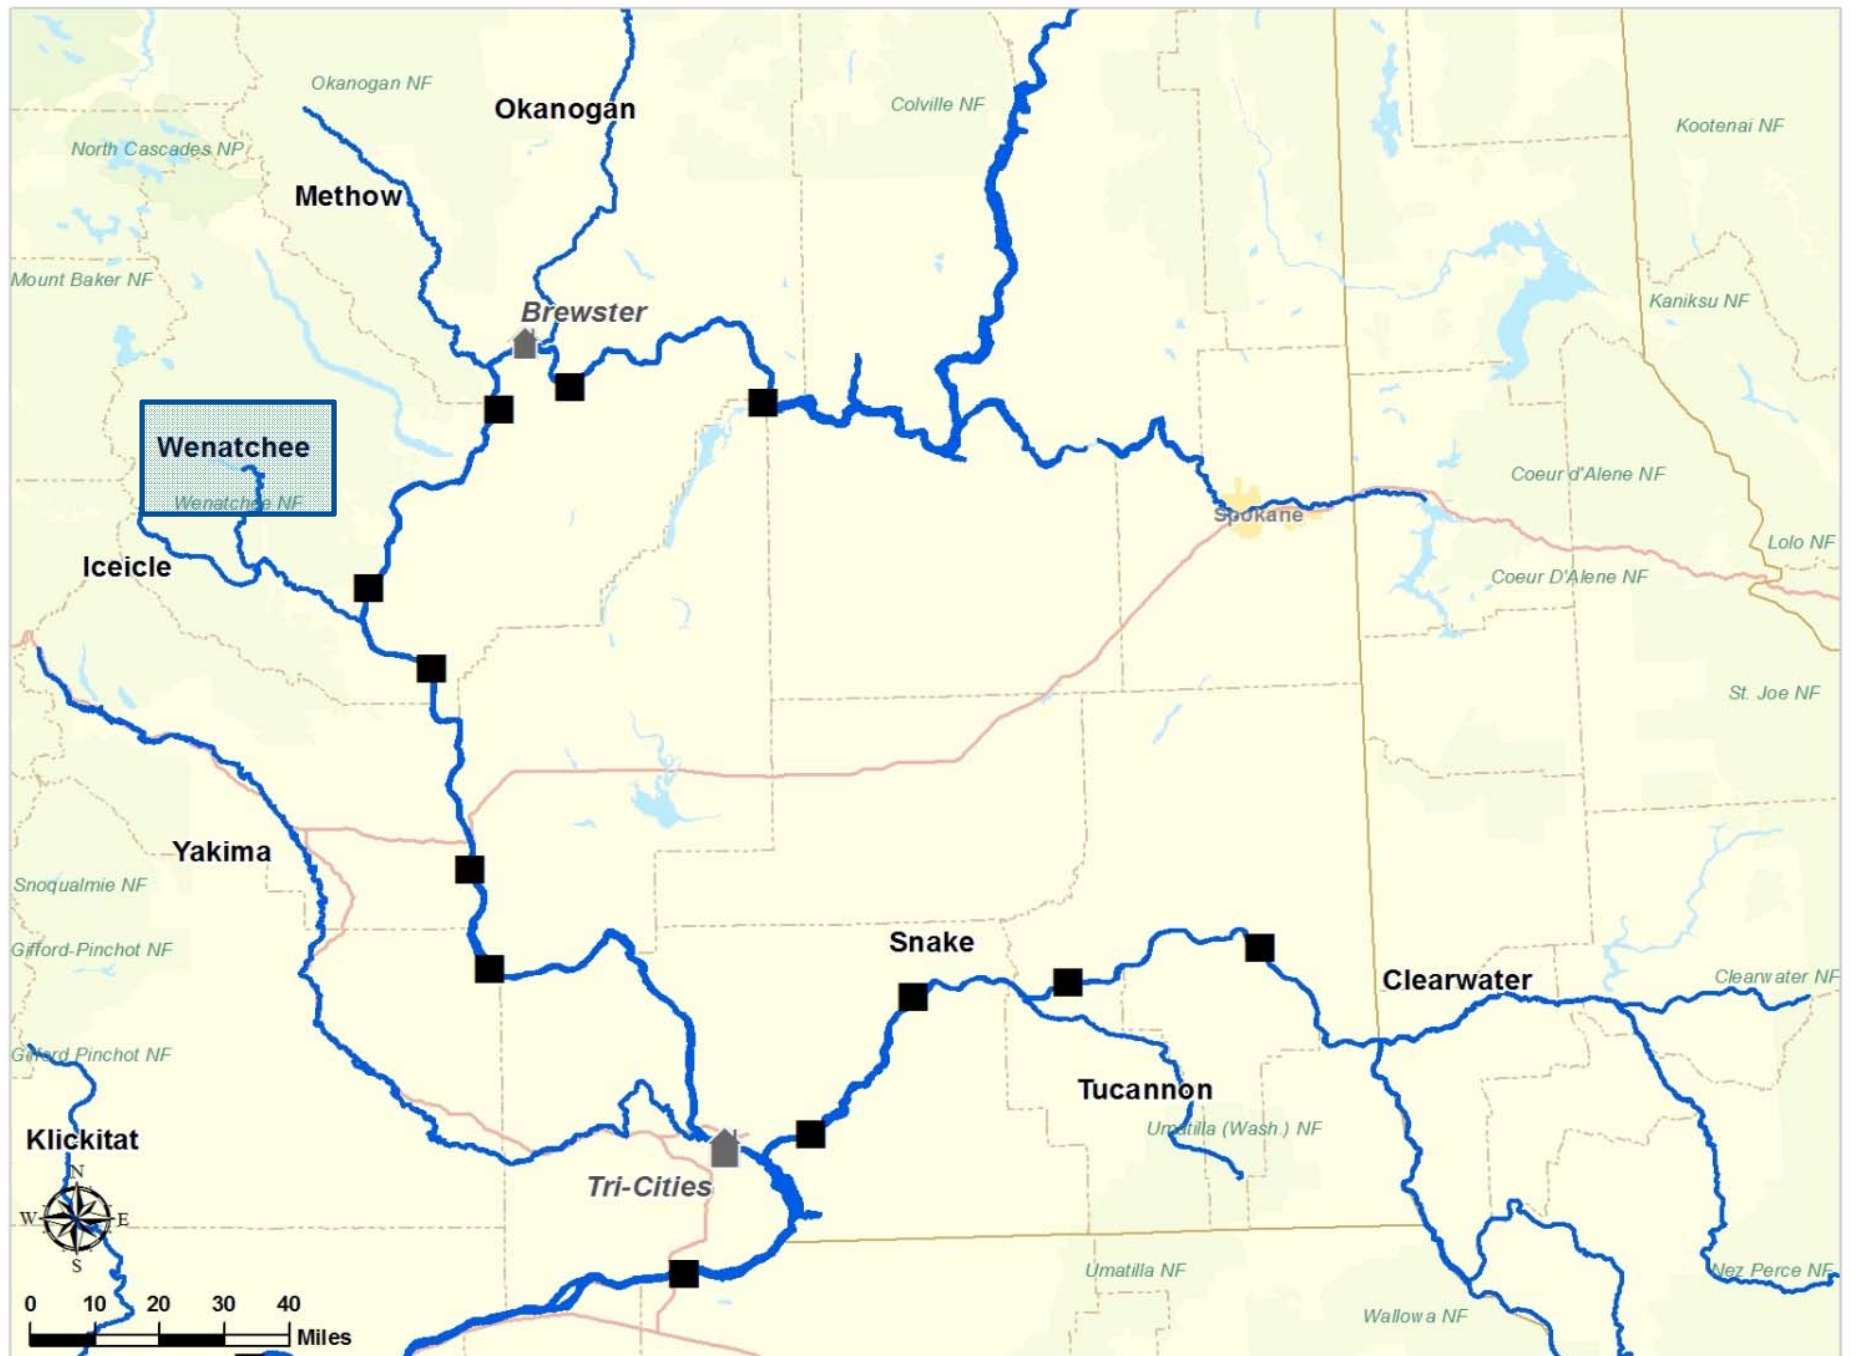 Okanogan NF
Okanogan
Colville NF
Kootenai NF
North Cascades NP
Methow
Mount Baker NF
Brewster
Kaniksu NF
Wenatchee
Wenatchee NF
Coeur d'Alene NF
Spokane
Lolo NF
Iceicle
Coeur D'Alene NF
St. Joe NF
Yakima
Snoqualmie NF
Gifford-Pinchot NF
Snake
Clearwater
Clearwater NF
Gifford Pinchot NF
Tucannon
Umatilla (Wash.) NF
Klickitat
N
W E
S
Tri-Cities
Umatilla NF
Nez Perce NF
Wallowa NF
0 10 20 30 40
Miles